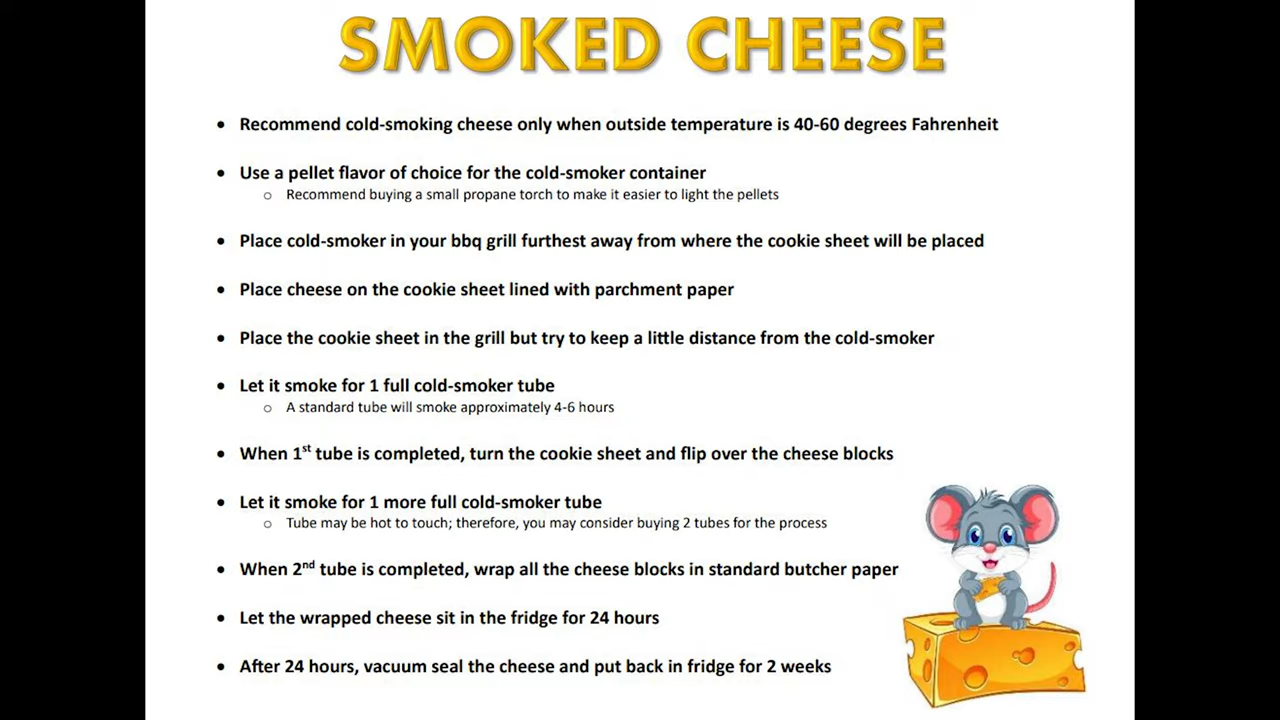 SMOKED CHEESE
• Recommend cold-smoking cheese only when outside temperature is 40-60 degrees Fahrenheit
• Use a pellet flavor of choice for the cold-smoker container
o Recommend buying a small propane torch to make it easier to light the pellets
• Place cold-smoker in your bbq grill furthest away from where the cookie sheet will be placed
• Place cheese on the cookie sheet lined with parchment paper
• Place the cookie sheet in the grill but try to keep a little distance from the cold-smoker
• Let it smoke for 1 full cold-smoker tube
o A standard tube will smoke approximately 4-6 hours
• When 1st tube is completed, turn the cookie sheet and flip over the cheese blocks
• Let it smoke for 1 more full cold-smoker tube
o Tube may be hot to touch; therefore, you may consider buying 2 tubes for the process
• When 2nd tube is completed, wrap all the cheese blocks in standard butcher paper
• Let the wrapped cheese sit in the fridge for 24 hours
• After 24 hours, vacuum seal the cheese and put back in fridge for 2 weeks